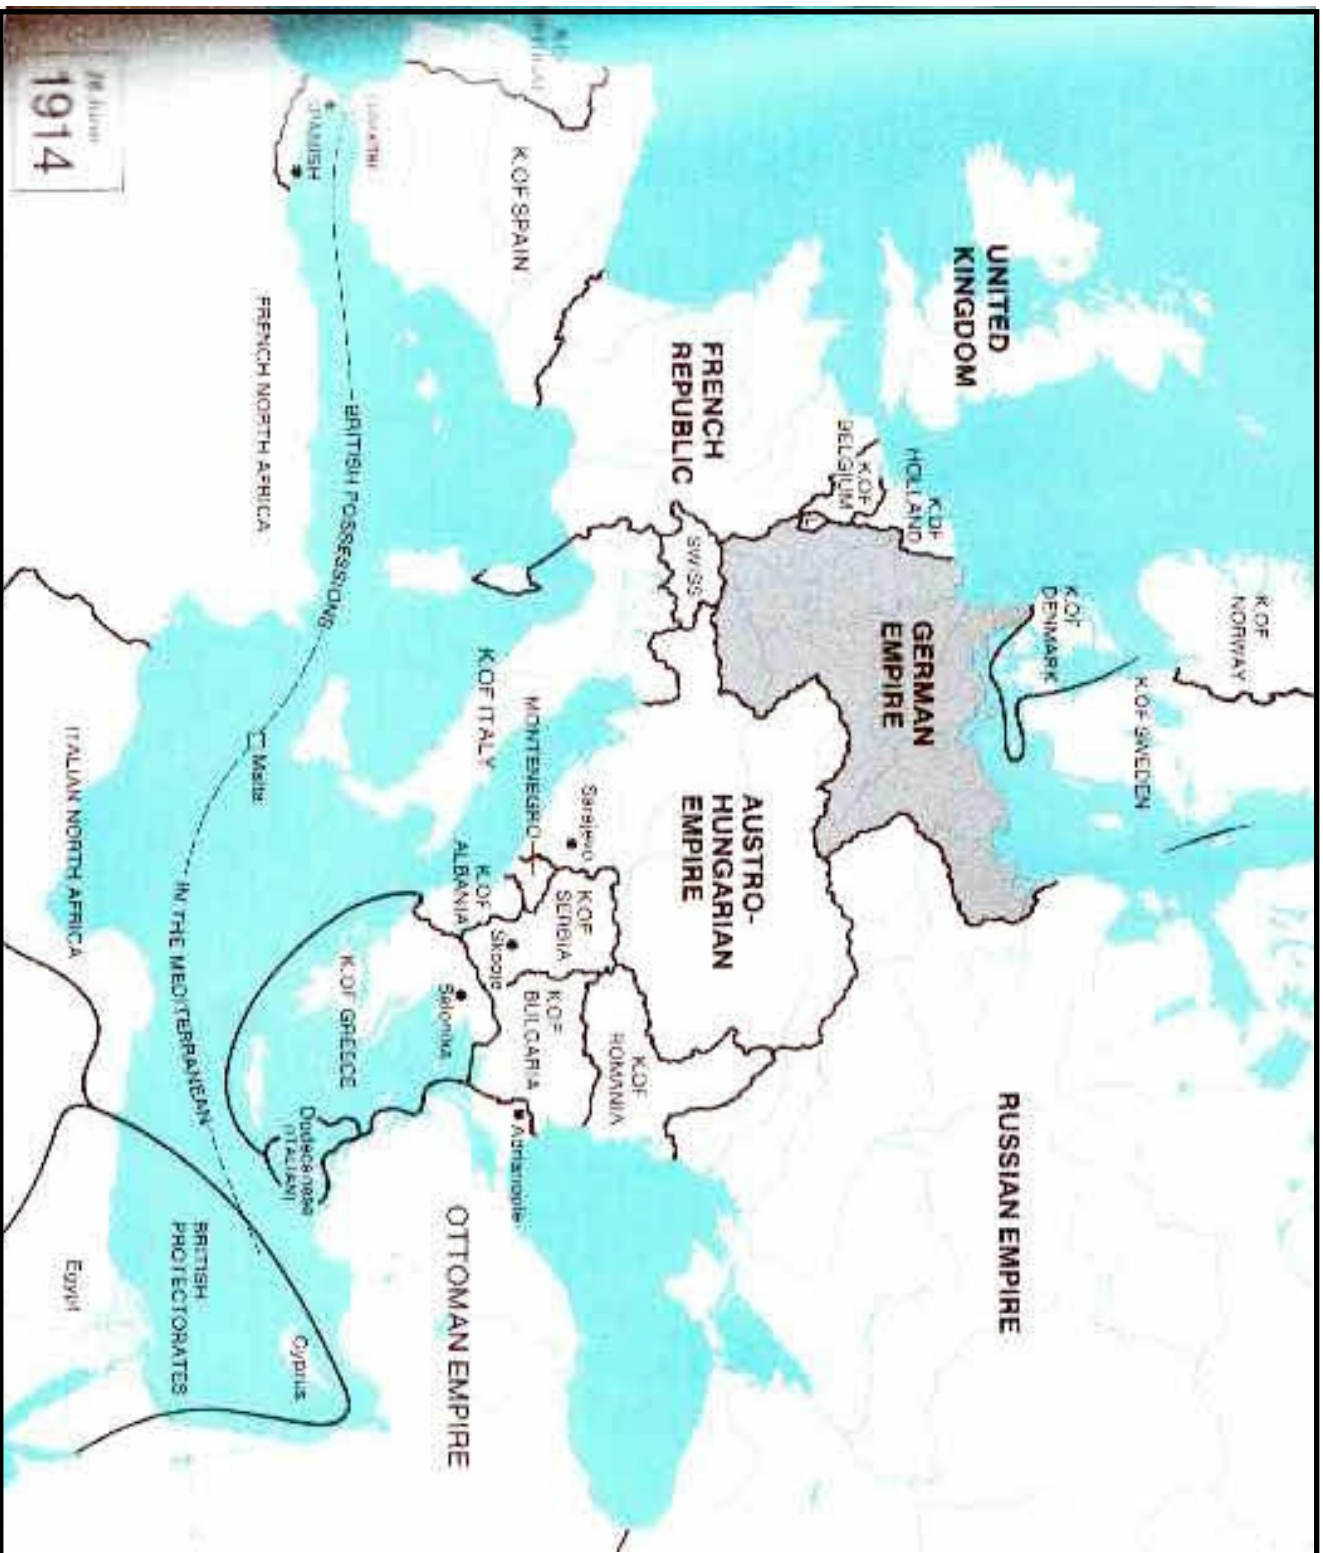 UNITED
KINGDOM
K.OF
NORWAY
K.OF SWEDEN
K.OF
DENMARK
K.OF
HOLLAND
K.OF
BELGIUM
L
GERMAN
EMPIRE
RUSSIAN EMPIRE
FRENCH
REPUBLIC
SWISS
AUSTRO-
HUNGARIAN
EMPIRE
K.OF SPAIN
K.OF ITALY
MONTENEGRO
Sarajevo
K.OF
SERBIA
K.OF
ROMANIA
K.OF
BULGARIA
K.OF
ALBANIA
Skopje
Salonika
Adrianople
K.OF GREECE
Dodecanese
(ITALIAN)
OTTOMAN EMPIRE
SPANISH
BRITISH POSSESSIONS
IN THE MEDITERRANEAN
Malta
Cyprus
FRENCH NORTH AFRICA
ITALIAN NORTH AFRICA
BRITISH
PROTECTORATES
Egypt
1914